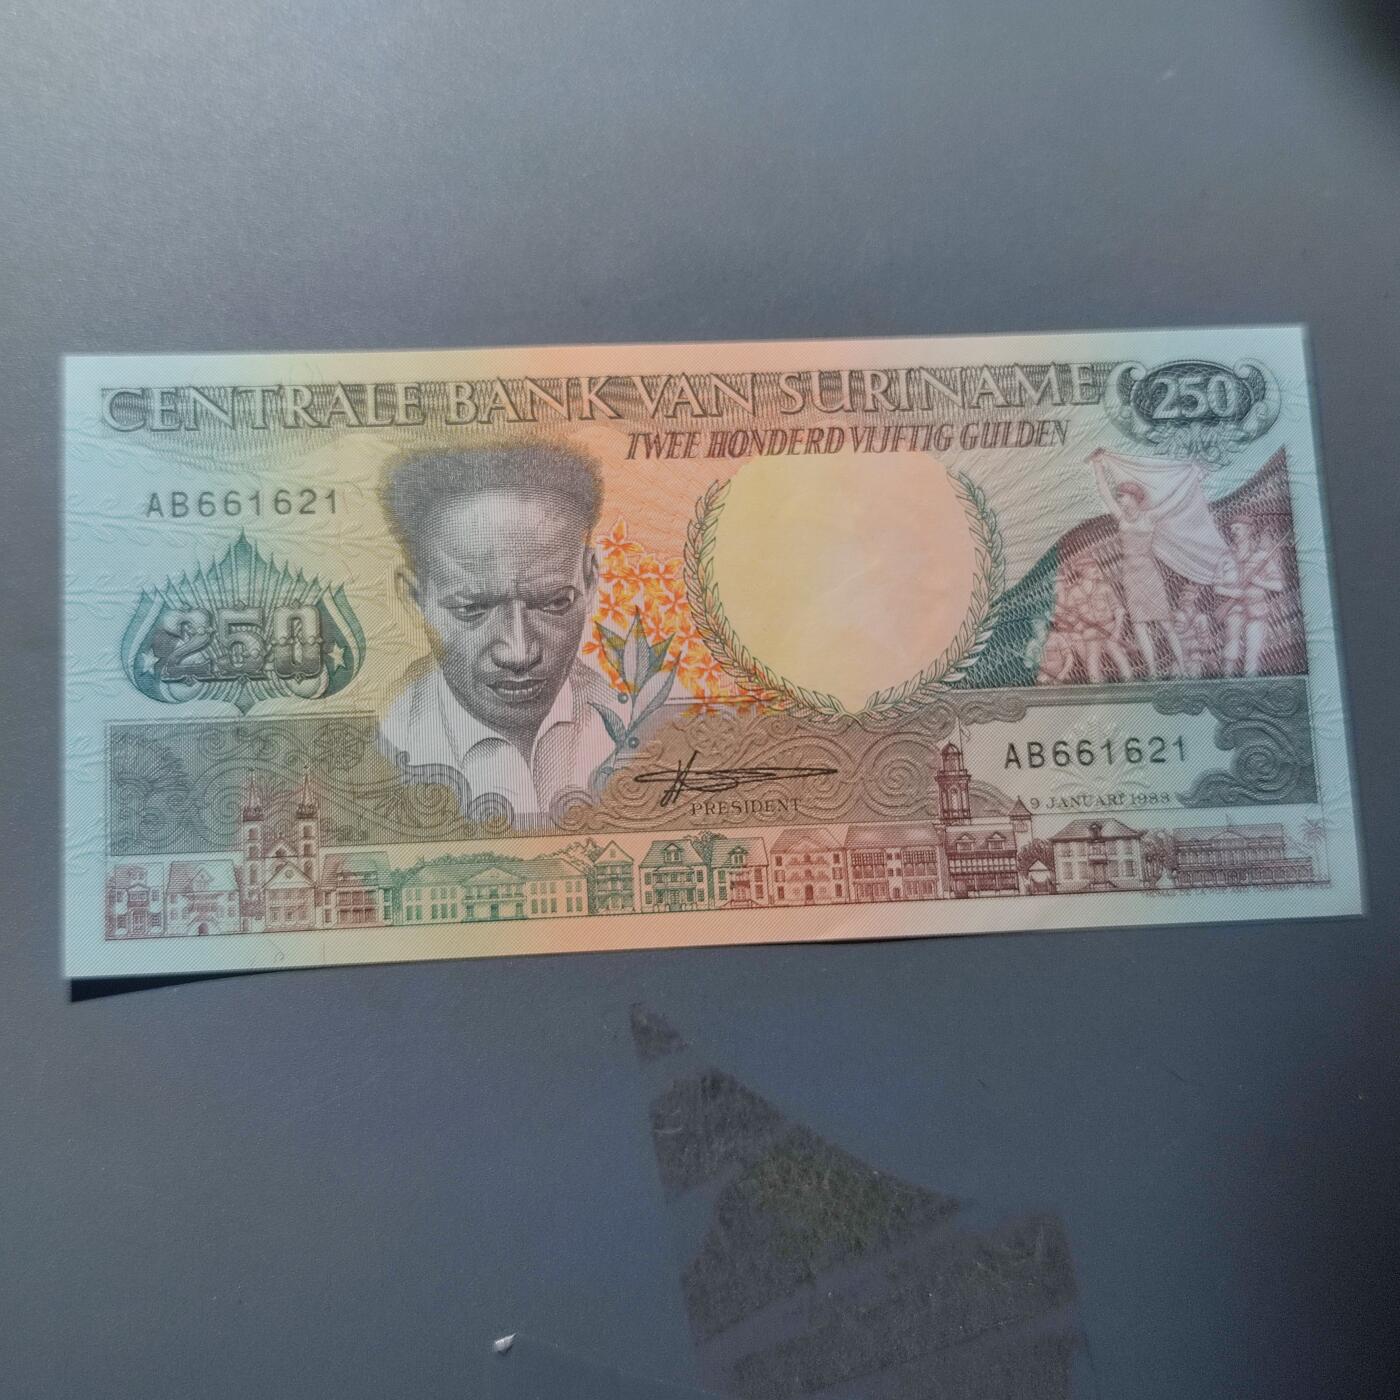 CENTRALE BANK VAN SURINAME
250
TWEE HONDERD VIJFTIG GULDEN
AB661621
250
AB661621
PRESIDENT
9 JANUARI 1988